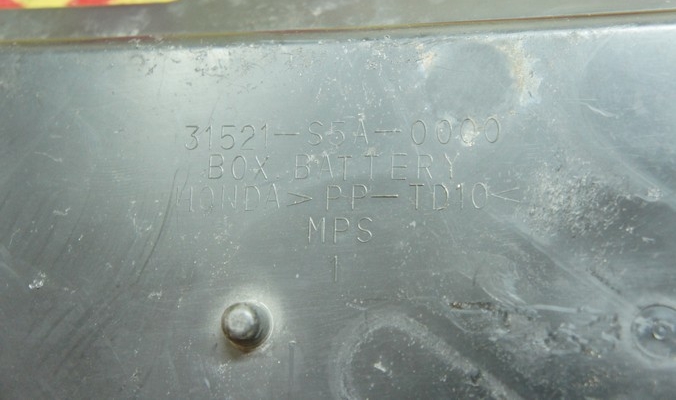 31521-S5A-0000
BOX BATTERY
HONDA >PP-TD10<
MPS
1